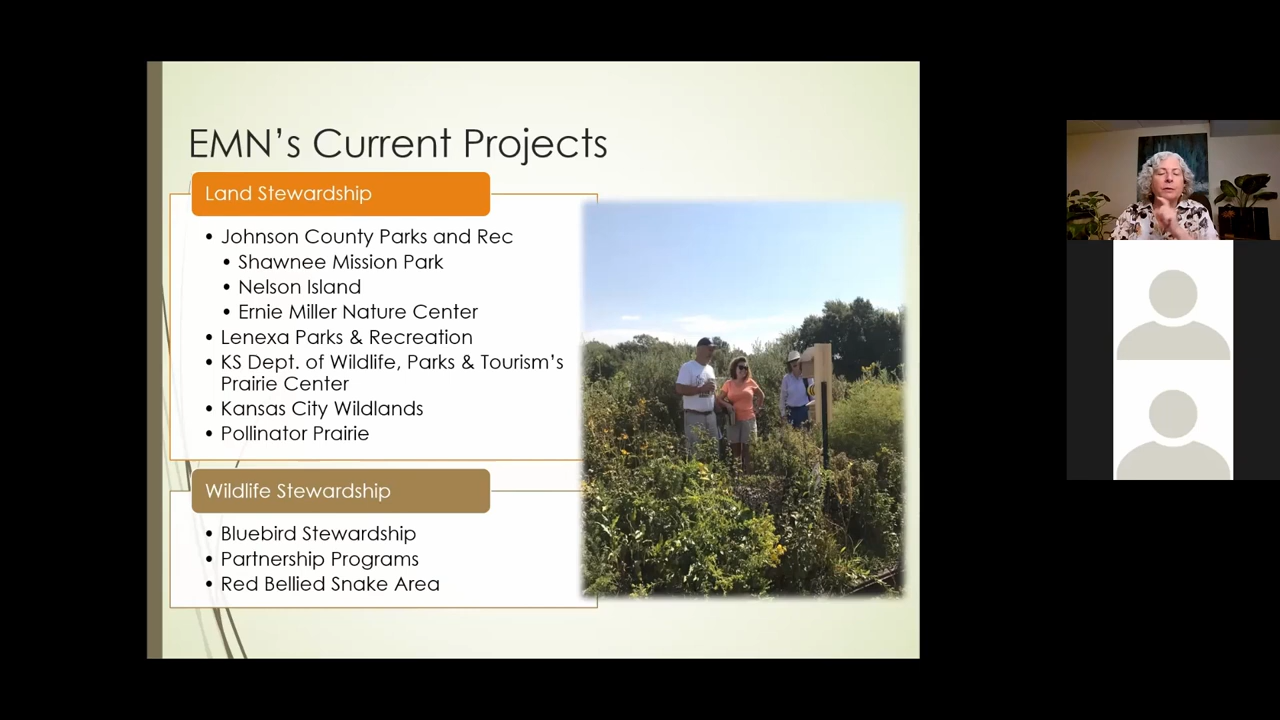 EMN’s Current Projects
Land Stewardship
• Johnson County Parks and Rec
• Shawnee Mission Park
• Nelson Island
• Ernie Miller Nature Center
• Lenexa Parks & Recreation
• KS Dept. of Wildlife, Parks & Tourism’s
Prairie Center
• Kansas City Wildlands
• Pollinator Prairie
Wildlife Stewardship
• Bluebird Stewardship
• Partnership Programs
• Red Bellied Snake Area